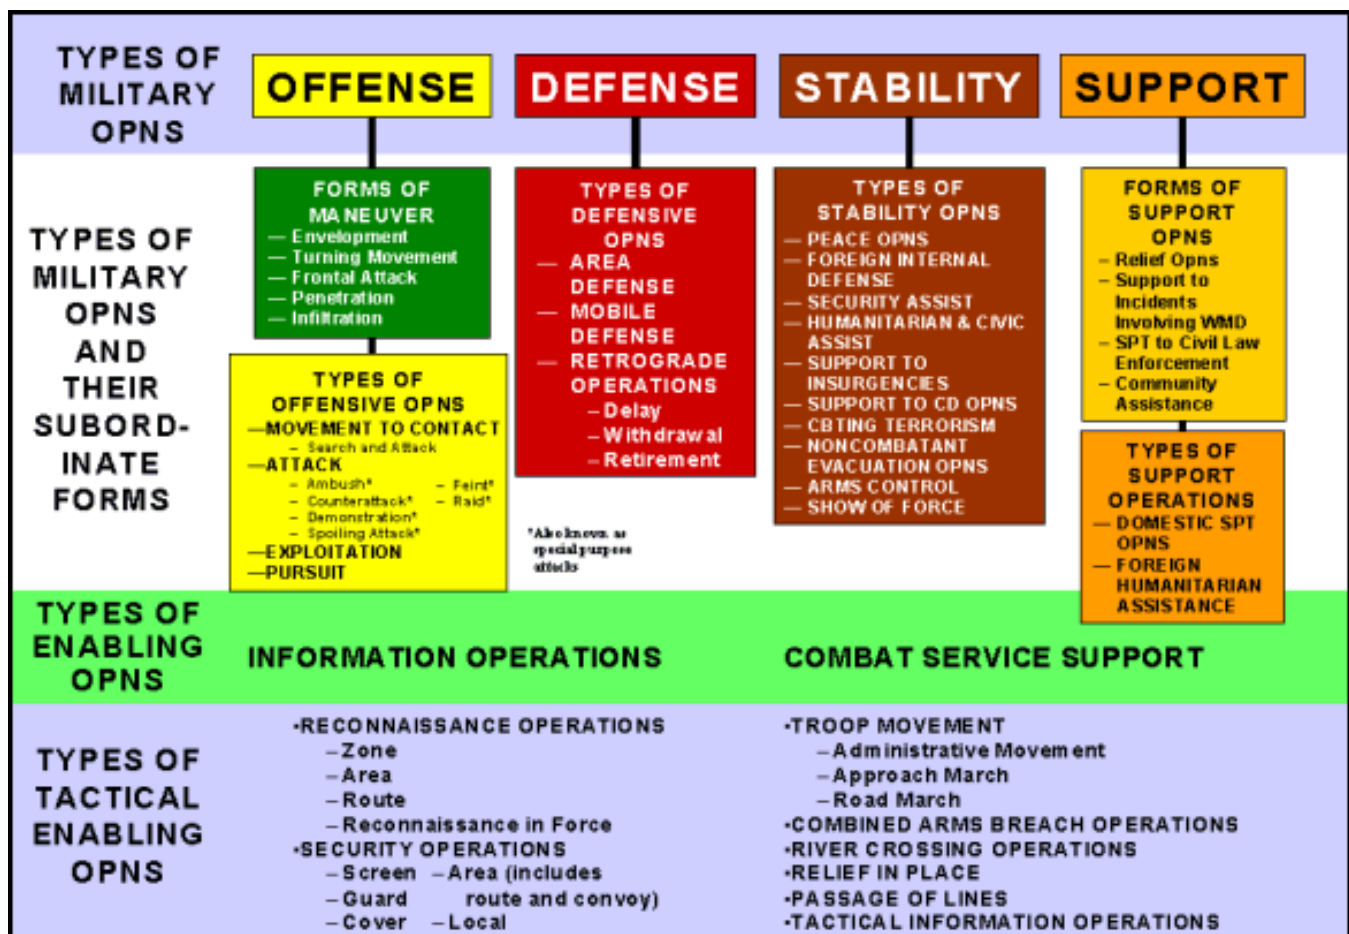 TYPES OF
MILITARY
OPNS
OFFENSE
DEFENSE
STABILITY
SUPPORT
TYPES OF
MILITARY
OPNS
AND
THEIR
SUBORD-
INATE
FORMS
FORMS OF
MANEUVER
— Envelopment
— Turning Movement
— Frontal Attack
— Penetration
— Infiltration
TYPES OF
OFFENSIVE OPNS
—MOVEMENT TO CONTACT
– Search and Attack
—ATTACK
– Ambush* – Feint*
– Counterattack* – Raid*
– Demonstration*
– Spoiling Attack*
—EXPLOITATION
—PURSUIT
TYPES OF
DEFENSIVE
OPNS
— AREA
DEFENSE
— MOBILE
DEFENSE
— RETROGRADE
OPERATIONS
– Delay
– Withdrawal
– Retirement
*Also known as
special purpose
attacks
TYPES OF
STABILITY OPNS
— PEACE OPNS
— FOREIGN INTERNAL
DEFENSE
— SECURITY ASSIST
— HUMANITARIAN & CIVIC
ASSIST
— SUPPORT TO
INSURGENCIES
— SUPPORT TO CD OPNS
— CBTING TERRORISM
— NONCOMBATANT
EVACUATION OPNS
— ARMS CONTROL
— SHOW OF FORCE
FORMS OF
SUPPORT
OPNS
– Relief Opns
– Support to
Incidents
Involving WMD
– SPT to Civil Law
Enforcement
– Community
Assistance
TYPES OF
SUPPORT
OPERATIONS
— DOMESTIC SPT
OPNS
— FOREIGN
HUMANITARIAN
ASSISTANCE
TYPES OF
ENABLING
OPNS
INFORMATION OPERATIONS
COMBAT SERVICE SUPPORT
TYPES OF
TACTICAL
ENABLING
OPNS
•RECONNAISSANCE OPERATIONS
– Zone
– Area
– Route
– Reconnaissance in Force
•SECURITY OPERATIONS
– Screen – Area (includes
– Guard route and convoy)
– Cover – Local
•TROOP MOVEMENT
– Administrative Movement
– Approach March
– Road March
•COMBINED ARMS BREACH OPERATIONS
•RIVER CROSSING OPERATIONS
•RELIEF IN PLACE
•PASSAGE OF LINES
•TACTICAL INFORMATION OPERATIONS